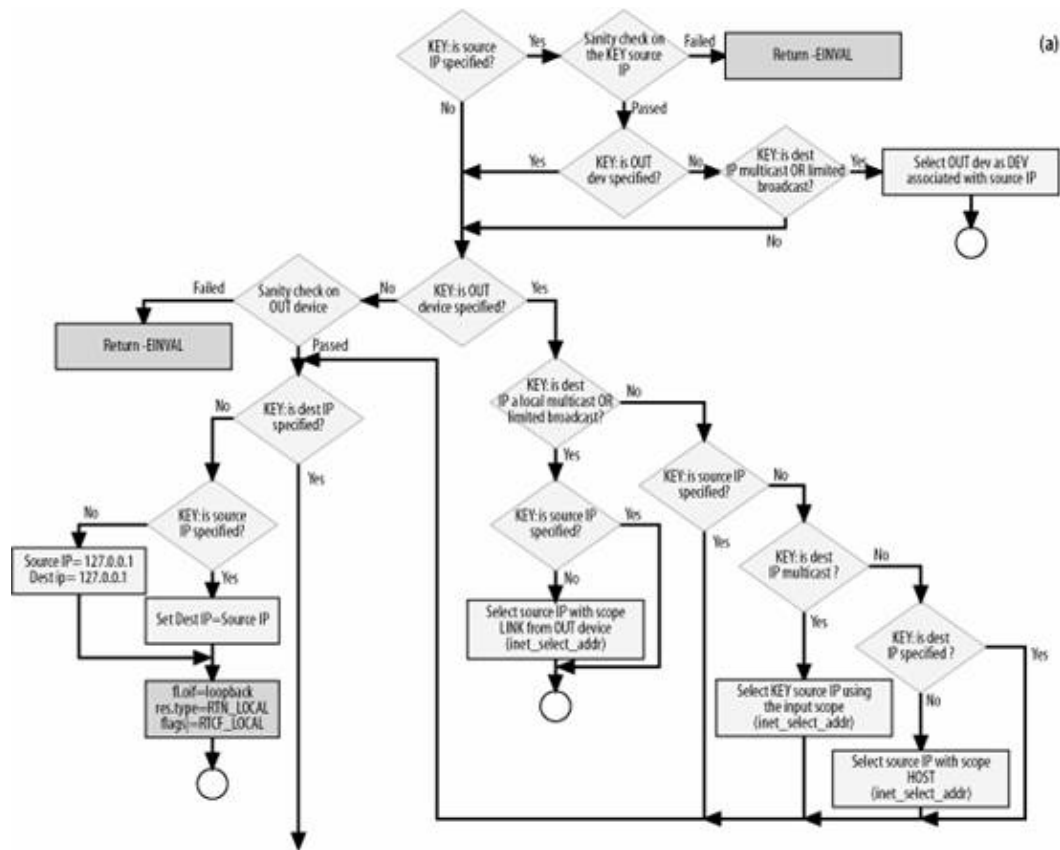 (a)
KEY: is source
IP specified?
Yes
Sanity check on
the KEY source
IP
Failed
Return -EINVAL
No
Passed
Yes
KEY: is OUT
dev specified?
No
KEY: is dest
IP multicast OR limited
broadcast?
Yes
Select OUT dev as DEV
associated with source IP
No
Failed
Sanity check on
OUT device
No
KEY: is OUT
device specified?
Yes
Return -EINVAL
Passed
KEY: is dest
IP a local multicast OR
limited broadcast?
No
No
KEY: is dest IP
specified?
Yes
Yes
KEY: is source IP
specified?
No
No
KEY: is source
IP specified?
KEY: is source IP
specified?
Yes
Yes
KEY: is dest
IP multicast ?
No
Source IP= 127.0.0.1
Dest ip= 127.0.0.1
Yes
No
Set Dest IP=Source IP
Select source IP with scope
LINK from OUT device
(inet_select_addr)
Yes
KEY: is dest
IP specified ?
Yes
fl.oif=loopback
res.type=RTN_LOCAL
flags|=RTCF_LOCAL
Select KEY source IP using
the input scope
(inet_select_addr)
No
Select source IP with scope
HOST
(inet_select_addr)